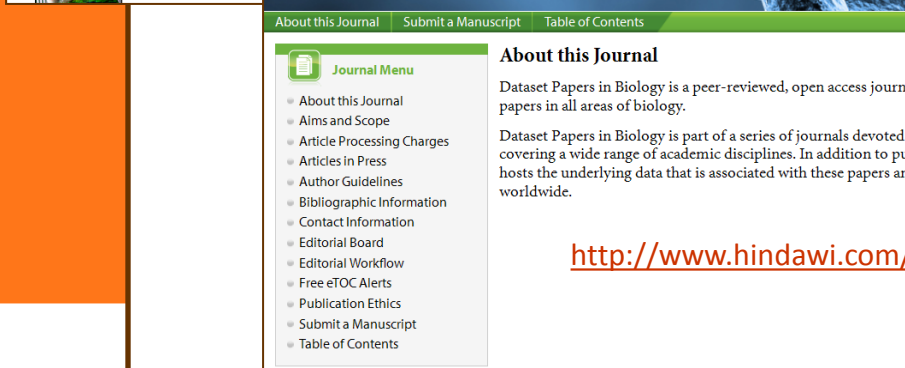 About this Journal
Submit a Manuscript
Table of Contents
Journal Menu
About this Journal
Aims and Scope
Article Processing Charges
Articles in Press
Author Guidelines
Bibliographic Information
Contact Information
Editorial Board
Editorial Workflow
Free eTOC Alerts
Publication Ethics
Submit a Manuscript
Table of Contents
About this Journal
Dataset Papers in Biology is a peer-reviewed, open access journ
papers in all areas of biology.
Dataset Papers in Biology is part of a series of journals devoted
covering a wide range of academic disciplines. In addition to pu
hosts the underlying data that is associated with these papers an
worldwide.
http://www.hindawi.com/